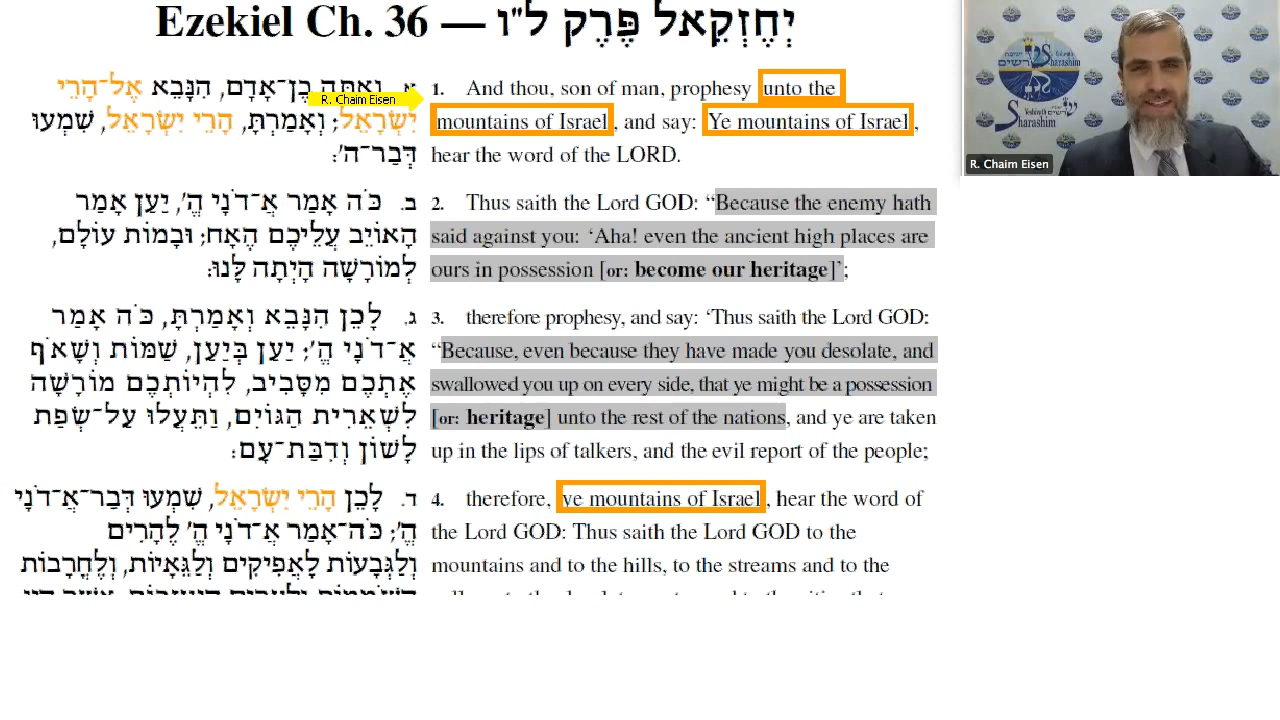 Ezekiel Ch. 36 — יְחֶזְקֵאל פֶּרֶק ל"ו
א. וְאַתָּה בֶן־אָדָם, הִנָּבֵא אֶל־הָרֵי
יִשְׂרָאֵל; וְאָמַרְתָּ, הָרֵי יִשְׂרָאֵל, שִׁמְעוּ
דְּבַר־ה':
ב. כֹּה אָמַר אֲ־דֹנָי הֱ', יַעַן אָמַר
הָאוֹיֵב עֲלֵיכֶם הֶאָח; וּבָמוֹת עוֹלָם,
לְמוֹרָשָׁה הָיְתָה לָּנוּ:
ג. לָכֵן הִנָּבֵא וְאָמַרְתָּ, כֹּה אָמַר
אֲ־דֹנָי הֱ'; יַעַן בְּיַעַן, שַׁמּוֹת וְשָׁאֹף
אֶתְכֶם מִסָּבִיב, לִהְיוֹתְכֶם מוֹרָשָׁה
לִשְׁאֵרִית הַגּוֹיִם, וַתֵּעֲלוּ עַל־שְׂפַת
לָשׁוֹן וְדִבַּת־עָם:
ד. לָכֵן הָרֵי יִשְׂרָאֵל, שִׁמְעוּ דְּבַר־אֲ־דֹנָי
הֱ'; כֹּה־אָמַר אֲ־דֹנָי הֱ' לֶהָרִים
וְלַגְּבָעוֹת לָאֲפִיקִים וְלַגֵּאָיוֹת, וְלֶחֳרָבוֹת
R. Chaim Eisen
1. And thou, son of man, prophesy unto the
mountains of Israel, and say: Ye mountains of Israel,
hear the word of the LORD.
2. Thus saith the Lord GOD: “Because the enemy hath
said against you: ‘Aha! even the ancient high places are
ours in possession [or: become our heritage]’;
3. therefore prophesy, and say: ‘Thus saith the Lord GOD:
“Because, even because they have made you desolate, and
swallowed you up on every side, that ye might be a possession
[or: heritage] unto the rest of the nations, and ye are taken
up in the lips of talkers, and the evil report of the people;
4. therefore, ye mountains of Israel, hear the word of
the Lord GOD: Thus saith the Lord GOD to the
mountains and to the hills, to the streams and to the
Yeshivath
Sharashim
שרשים
R. Chaim Eisen